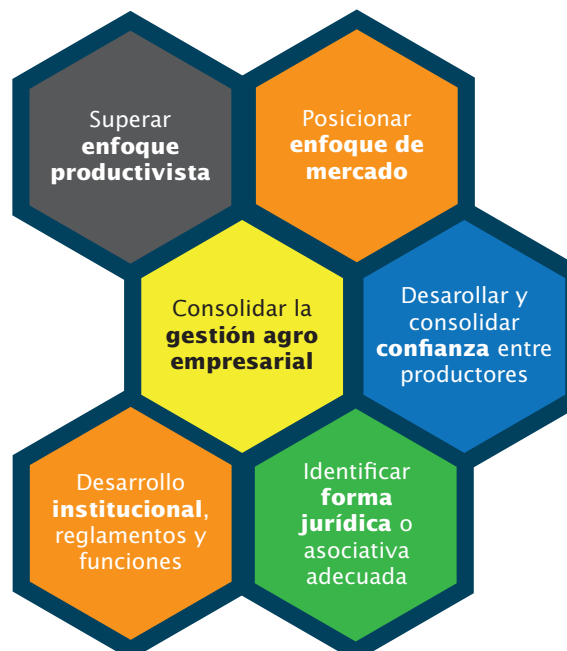 Superar
enfoque
productivista
Posicionar
enfoque de
mercado
Consolidar la
gestión agro
empresarial
Desarollar y
consolidar
confianza entre
productores
Desarrollo
institucional,
reglamentos y
funciones
Identificar
forma
jurídica o
asociativa
adecuada